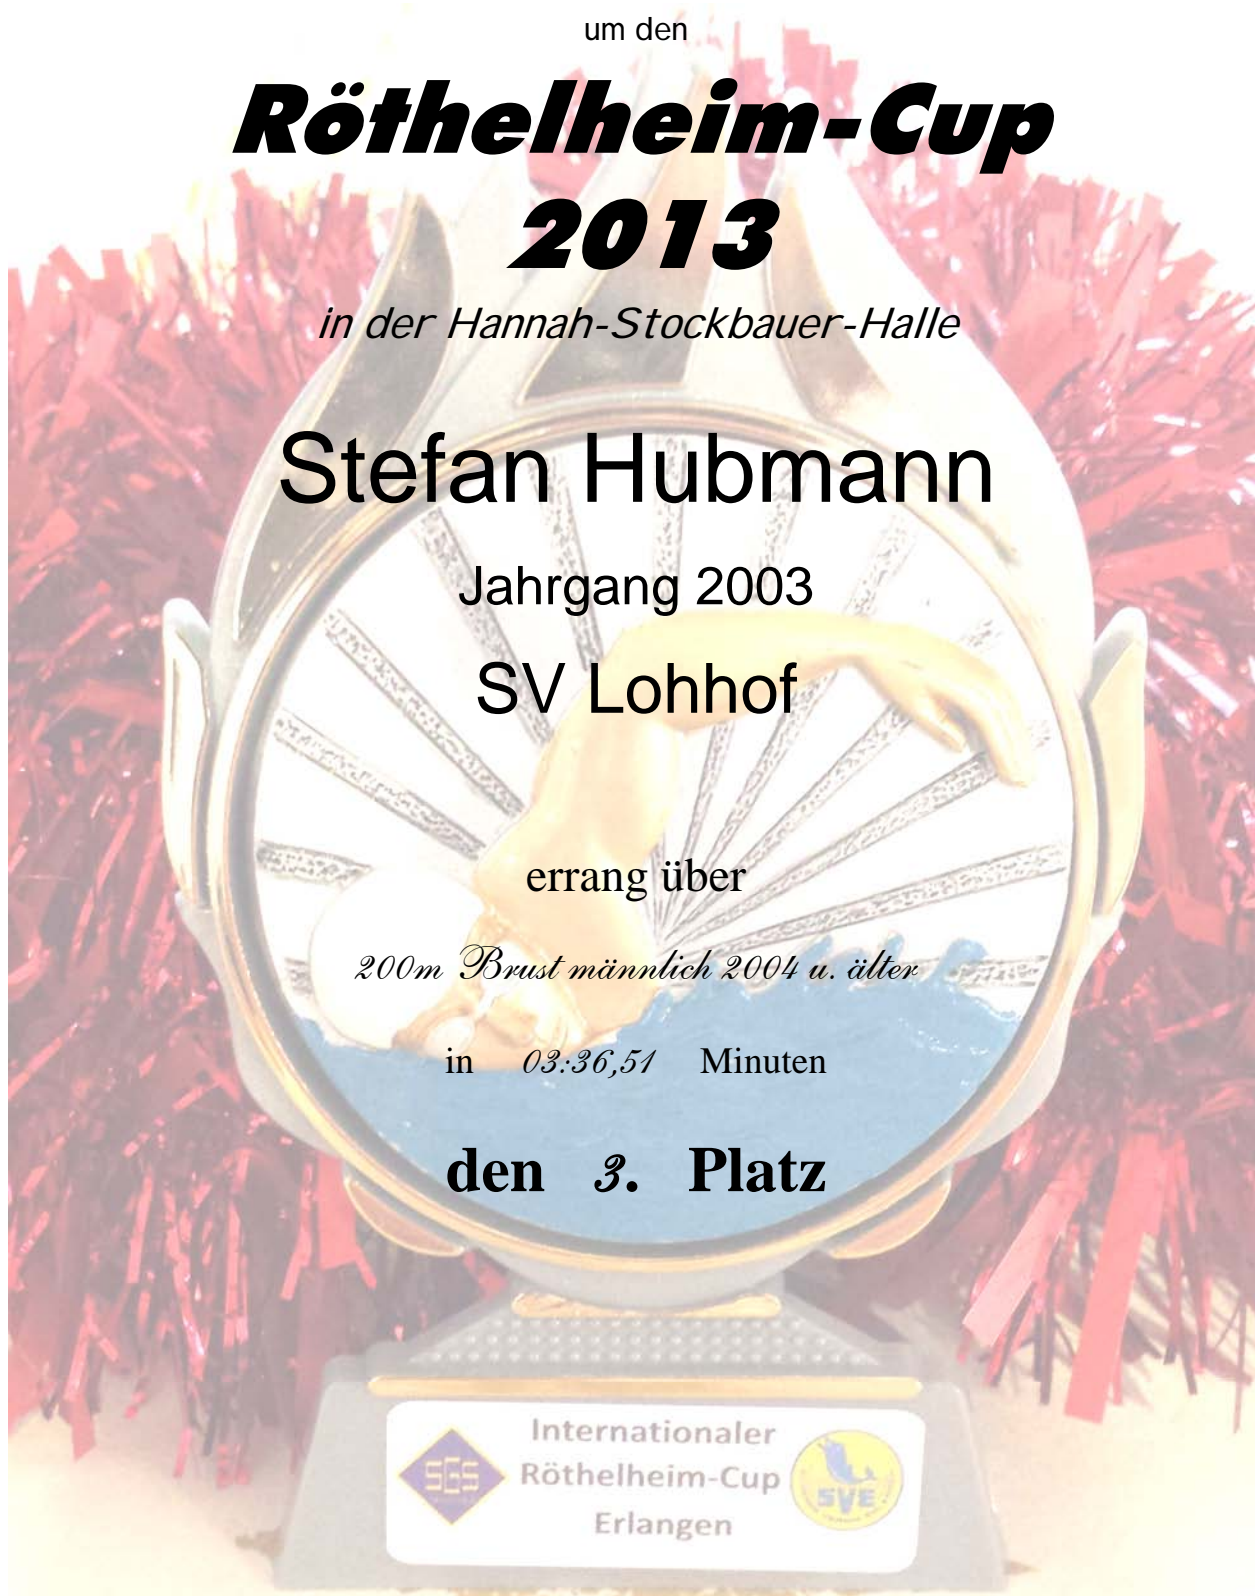 um den
Röthelheim-Cup
2013
in der Hannah-Stockbauer-Halle
Stefan Hubmann
Jahrgang 2003
SV Lohhof
errang über
200m Brust männlich 2004 u. älter
in 03:36,51 Minuten
den 3. Platz
Internationaler
SGS Röthelheim-Cup SVE
Erlangen